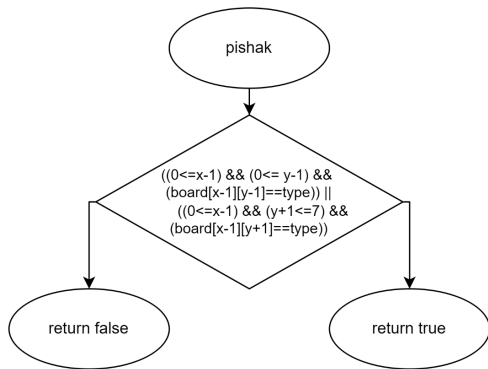 pishak
((0<=x-1) && (0<= y-1) &&
(board[x-1][y-1]==type)) ||
((0<=x-1) && (y+1<=7) &&
(board[x-1][y+1]==type))
return false
return true